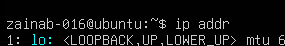 zainab-016@ubuntu:~$ ip addr
1: lo: <LOOPBACK,UP,LOWER_UP> mtu 6